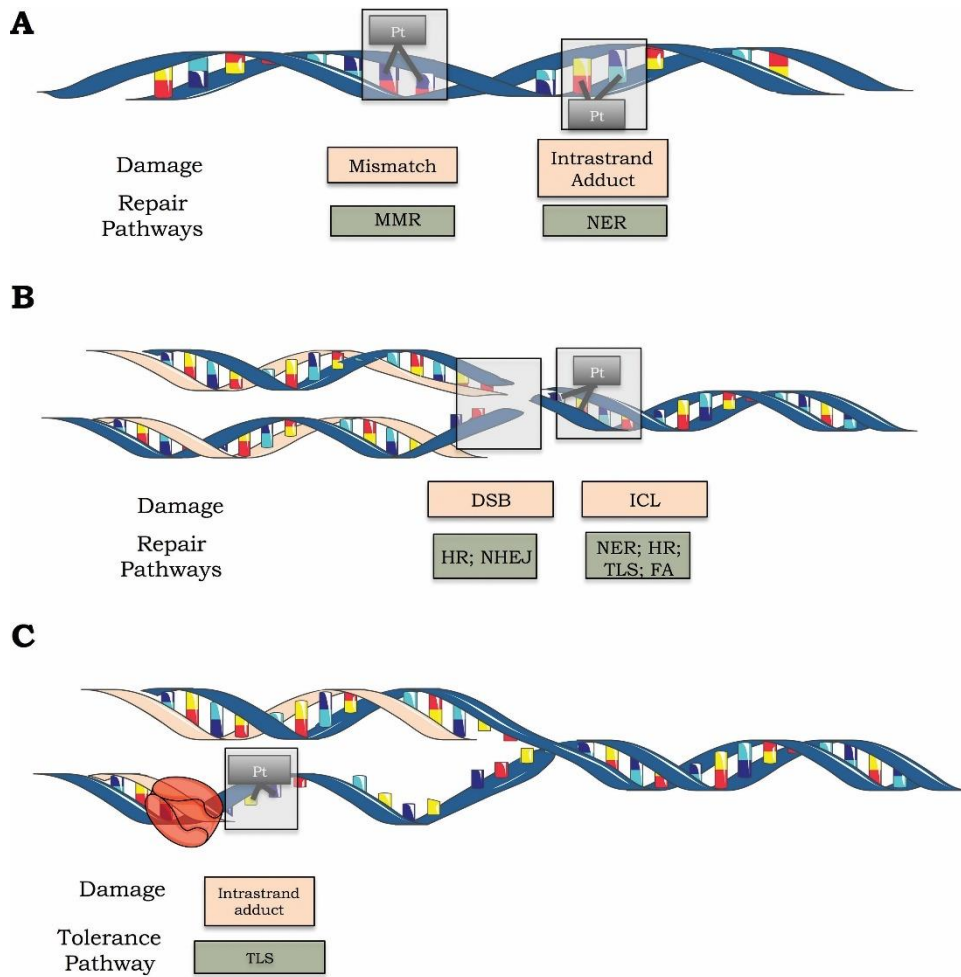 A
Pt
Pt
Damage
Mismatch
Intrastrand
Adduct
Repair
Pathways
MMR
NER
B
Pt
Damage
DSB
ICL
Repair
Pathways
HR; NHEJ
NER; HR;
TLS; FA
C
Pt
Damage
Intrastrand
adduct
Tolerance
Pathway
TLS